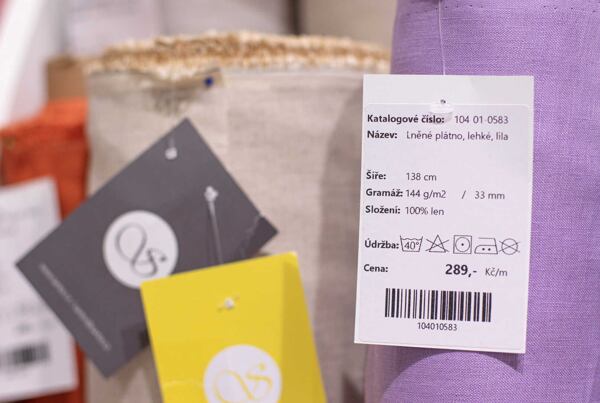 Katalogové číslo: 104 01 0583
Název: Lněné plátno, lehké, lila
Šíře: 138 cm
Gramáž: 144 g/m2 / 33 mm
Složení: 100% len
Údržba: 40°
Cena: 289,- Kč/m
104010583